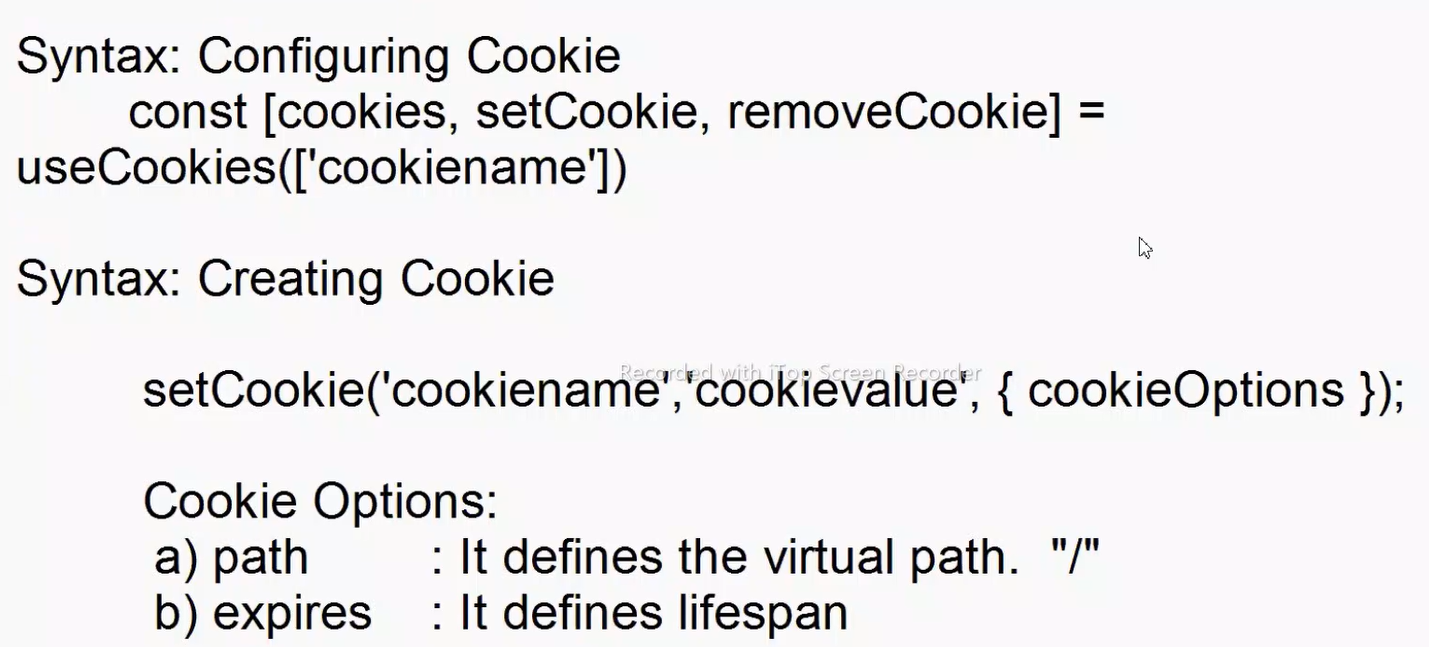 Syntax: Configuring Cookie
const [cookies, setCookie, removeCookie] =
useCookies(['cookiename'])
Syntax: Creating Cookie
Recorded with iTop Screen Recorder
setCookie('cookiename','cookievalue', { cookieOptions });
Cookie Options:
a) path : It defines the virtual path. "/"
b) expires : It defines lifespan